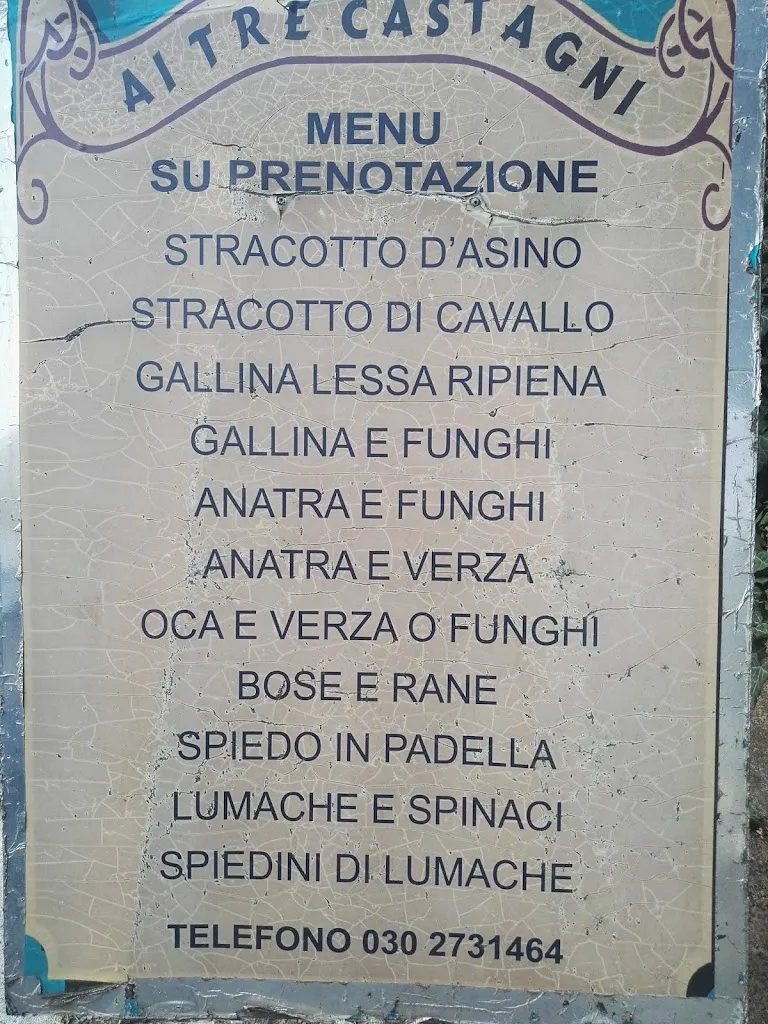 AI TRE CASTAGNI
MENU
SU PRENOTAZIONE
STRACOTTO D'ASINO
STRACOTTO DI CAVALLO
GALLINA LESSA RIPIENA
GALLINA E FUNGHI
ANATRA E FUNGHI
ANATRA E VERZA
OCA E VERZA O FUNGHI
BOSE E RANE
SPIEDO IN PADELLA
LUMACHE E SPINACI
SPIEDINI DI LUMACHE
TELEFONO 030 2731464